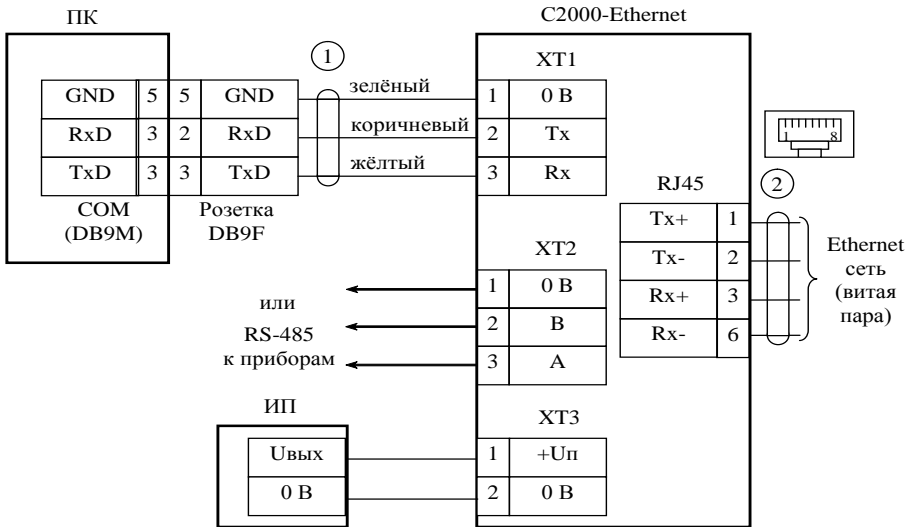 ПК
C2000-Ethernet
1
XT1
зелёный
GND 5 5 GND
1 0 В
коричневый
RxD 3 2 RxD
2 Tx
жёлтый
TxD 3 3 TxD
3 Rx
1 8
RJ45
2
COM
(DB9M)
Розетка
DB9F
Tx+ 1
Tx- 2
Rx+ 3
Rx- 6
Ethernet
сеть
(витая
пара)
XT2
1 0 В
2 B
3 A
или
RS-485
к приборам
ИП
XT3
Uвых
1 +Uп
0 В
2 0 В